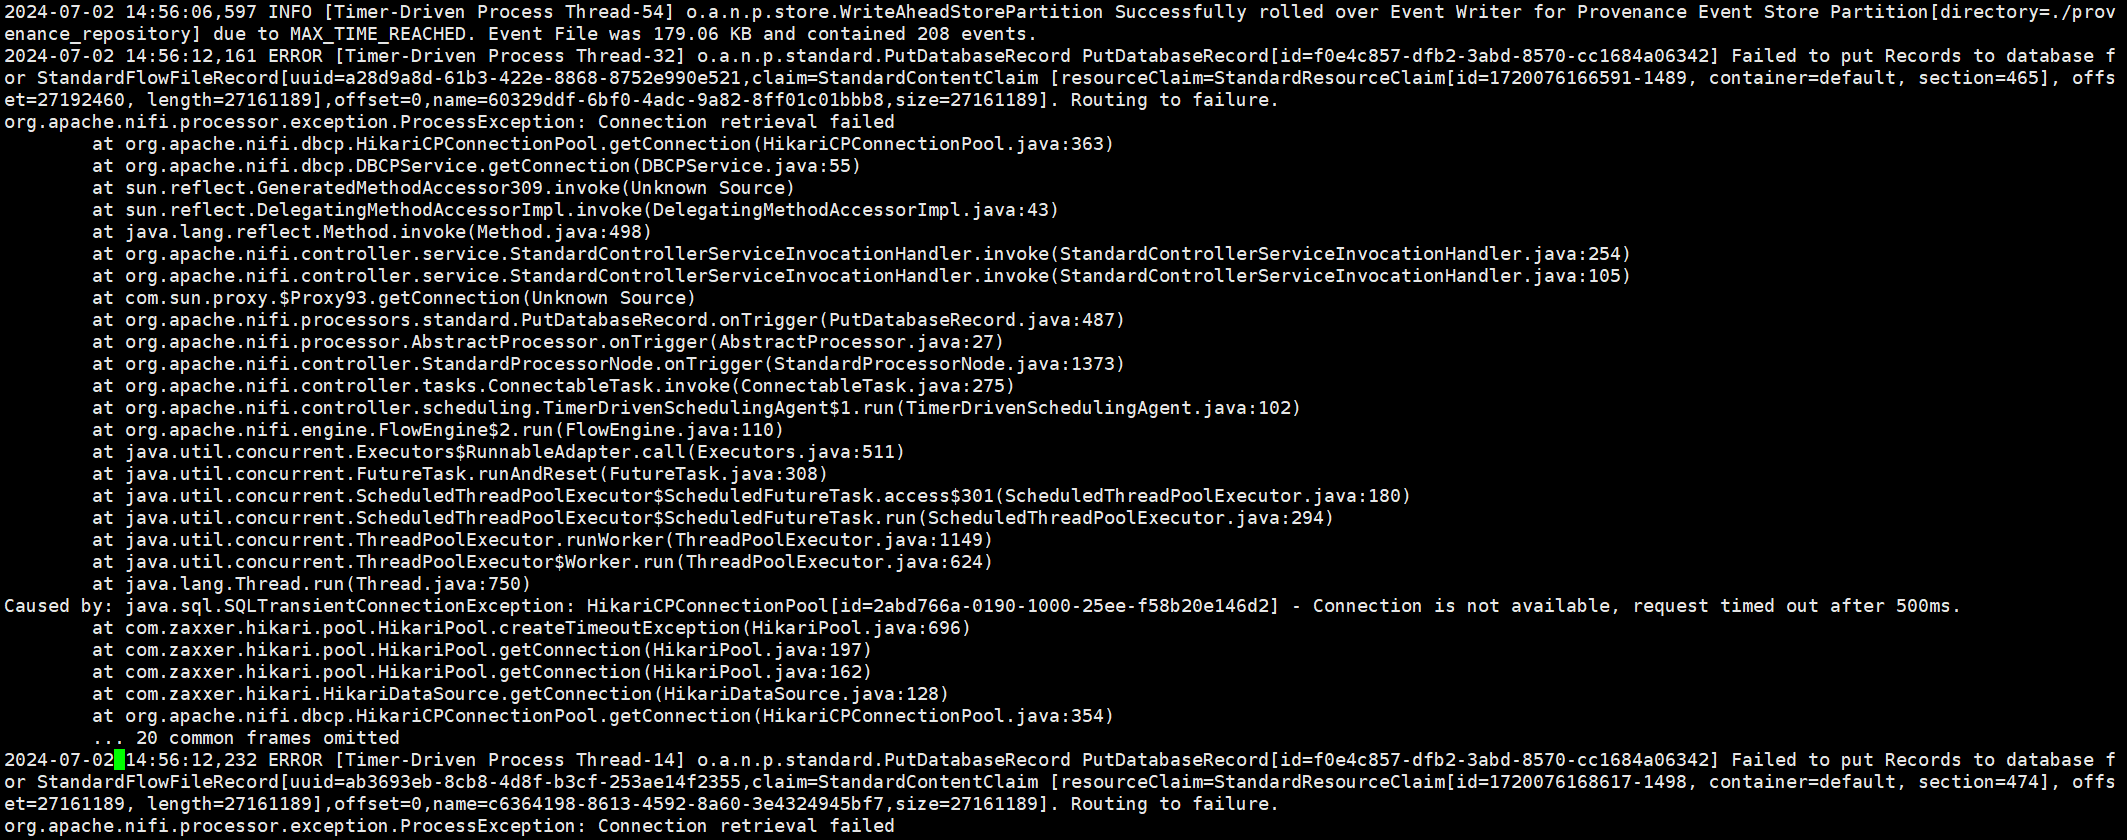 2024-07-02 14:56:06,597 INFO [Timer-Driven Process Thread-54] o.a.n.p.store.WriteAheadStorePartition Successfully rolled over Event Writer for Provenance Event Store Partition[directory=./prov
enance_repository] due to MAX_TIME_REACHED. Event File was 179.06 KB and contained 208 events.
2024-07-02 14:56:12,161 ERROR [Timer-Driven Process Thread-32] o.a.n.p.standard.PutDatabaseRecord PutDatabaseRecord[id=f0e4c857-dfb2-3abd-8570-cc1684a06342] Failed to put Records to database f
or StandardFlowFileRecord[uuid=a28d9a8d-61b3-422e-8868-8752e990e521,claim=StandardContentClaim [resourceClaim=StandardResourceClaim[id=1720076166591-1489, container=default, section=465], offs
et=27192460, length=27161189],offset=0,name=60329ddf-6bf0-4adc-9a82-8ff01c01bbb8,size=27161189]. Routing to failure.
org.apache.nifi.processor.exception.ProcessException: Connection retrieval failed
        at org.apache.nifi.dbcp.HikariCPConnectionPool.getConnection(HikariCPConnectionPool.java:363)
        at org.apache.nifi.dbcp.DBCPService.getConnection(DBCPService.java:55)
        at sun.reflect.GeneratedMethodAccessor309.invoke(Unknown Source)
        at sun.reflect.DelegatingMethodAccessorImpl.invoke(DelegatingMethodAccessorImpl.java:43)
        at java.lang.reflect.Method.invoke(Method.java:498)
        at org.apache.nifi.controller.service.StandardControllerServiceInvocationHandler.invoke(StandardControllerServiceInvocationHandler.java:254)
        at org.apache.nifi.controller.service.StandardControllerServiceInvocationHandler.invoke(StandardControllerServiceInvocationHandler.java:105)
        at com.sun.proxy.$Proxy93.getConnection(Unknown Source)
        at org.apache.nifi.processors.standard.PutDatabaseRecord.onTrigger(PutDatabaseRecord.java:487)
        at org.apache.nifi.processor.AbstractProcessor.onTrigger(AbstractProcessor.java:27)
        at org.apache.nifi.controller.StandardProcessorNode.onTrigger(StandardProcessorNode.java:1373)
        at org.apache.nifi.controller.tasks.ConnectableTask.invoke(ConnectableTask.java:275)
        at org.apache.nifi.controller.scheduling.TimerDrivenSchedulingAgent$1.run(TimerDrivenSchedulingAgent.java:102)
        at org.apache.nifi.engine.FlowEngine$2.run(FlowEngine.java:110)
        at java.util.concurrent.Executors$RunnableAdapter.call(Executors.java:511)
        at java.util.concurrent.FutureTask.runAndReset(FutureTask.java:308)
        at java.util.concurrent.ScheduledThreadPoolExecutor$ScheduledFutureTask.access$301(ScheduledThreadPoolExecutor.java:180)
        at java.util.concurrent.ScheduledThreadPoolExecutor$ScheduledFutureTask.run(ScheduledThreadPoolExecutor.java:294)
        at java.util.concurrent.ThreadPoolExecutor.runWorker(ThreadPoolExecutor.java:1149)
        at java.util.concurrent.ThreadPoolExecutor$Worker.run(ThreadPoolExecutor.java:624)
        at java.lang.Thread.run(Thread.java:750)
Caused by: java.sql.SQLTransientConnectionException: HikariCPConnectionPool[id=2abd766a-0190-1000-25ee-f58b20e146d2] - Connection is not available, request timed out after 500ms.
        at com.zaxxer.hikari.pool.HikariPool.createTimeoutException(HikariPool.java:696)
        at com.zaxxer.hikari.pool.HikariPool.getConnection(HikariPool.java:197)
        at com.zaxxer.hikari.pool.HikariPool.getConnection(HikariPool.java:162)
        at com.zaxxer.hikari.HikariDataSource.getConnection(HikariDataSource.java:128)
        at org.apache.nifi.dbcp.HikariCPConnectionPool.getConnection(HikariCPConnectionPool.java:354)
        ... 20 common frames omitted
2024-07-02 14:56:12,232 ERROR [Timer-Driven Process Thread-14] o.a.n.p.standard.PutDatabaseRecord PutDatabaseRecord[id=f0e4c857-dfb2-3abd-8570-cc1684a06342] Failed to put Records to database f
or StandardFlowFileRecord[uuid=ab3693eb-8cb8-4d8f-b3cf-253ae14f2355,claim=StandardContentClaim [resourceClaim=StandardResourceClaim[id=1720076168617-1498, container=default, section=474], offs
et=27161189, length=27161189],offset=0,name=c6364198-8613-4592-8a60-3e4324945bf7,size=27161189]. Routing to failure.
org.apache.nifi.processor.exception.ProcessException: Connection retrieval failed